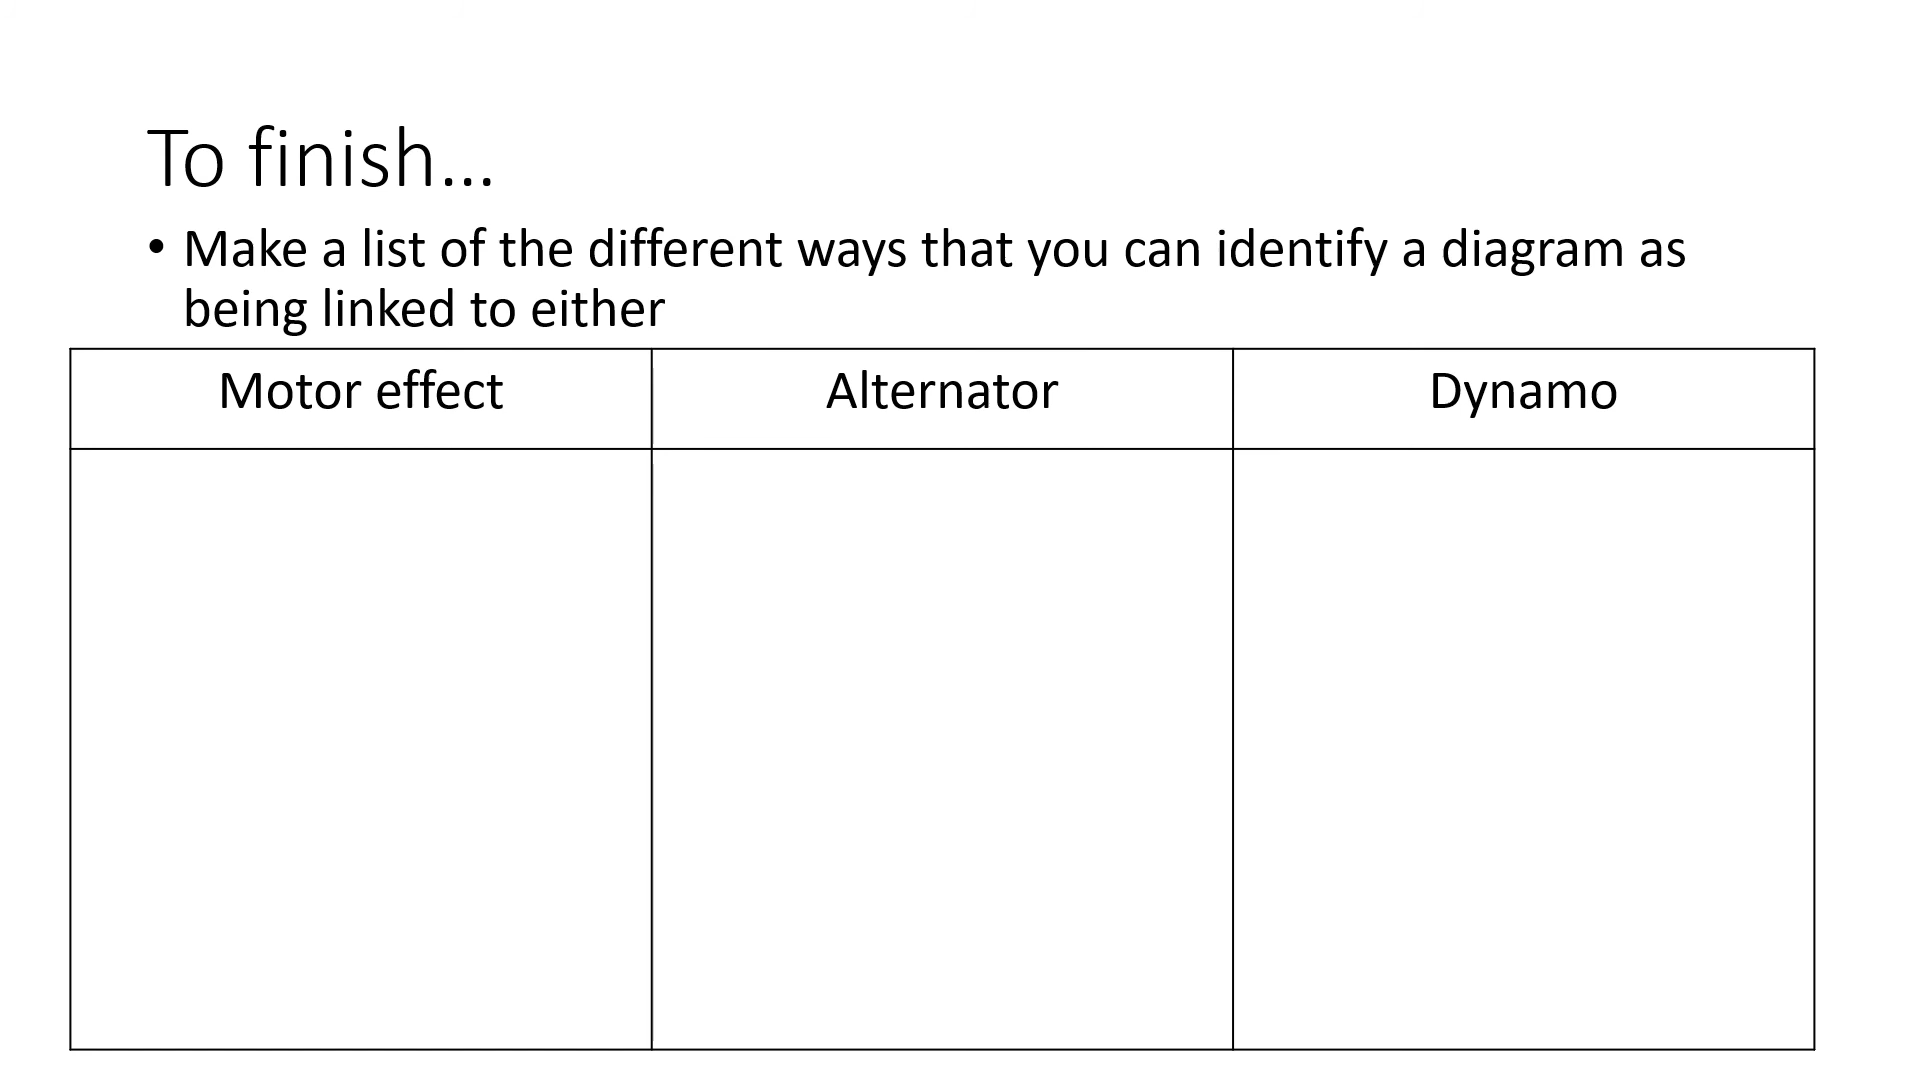 To finish…
• Make a list of the different ways that you can identify a diagram as
being linked to either
Motor effect
Alternator
Dynamo